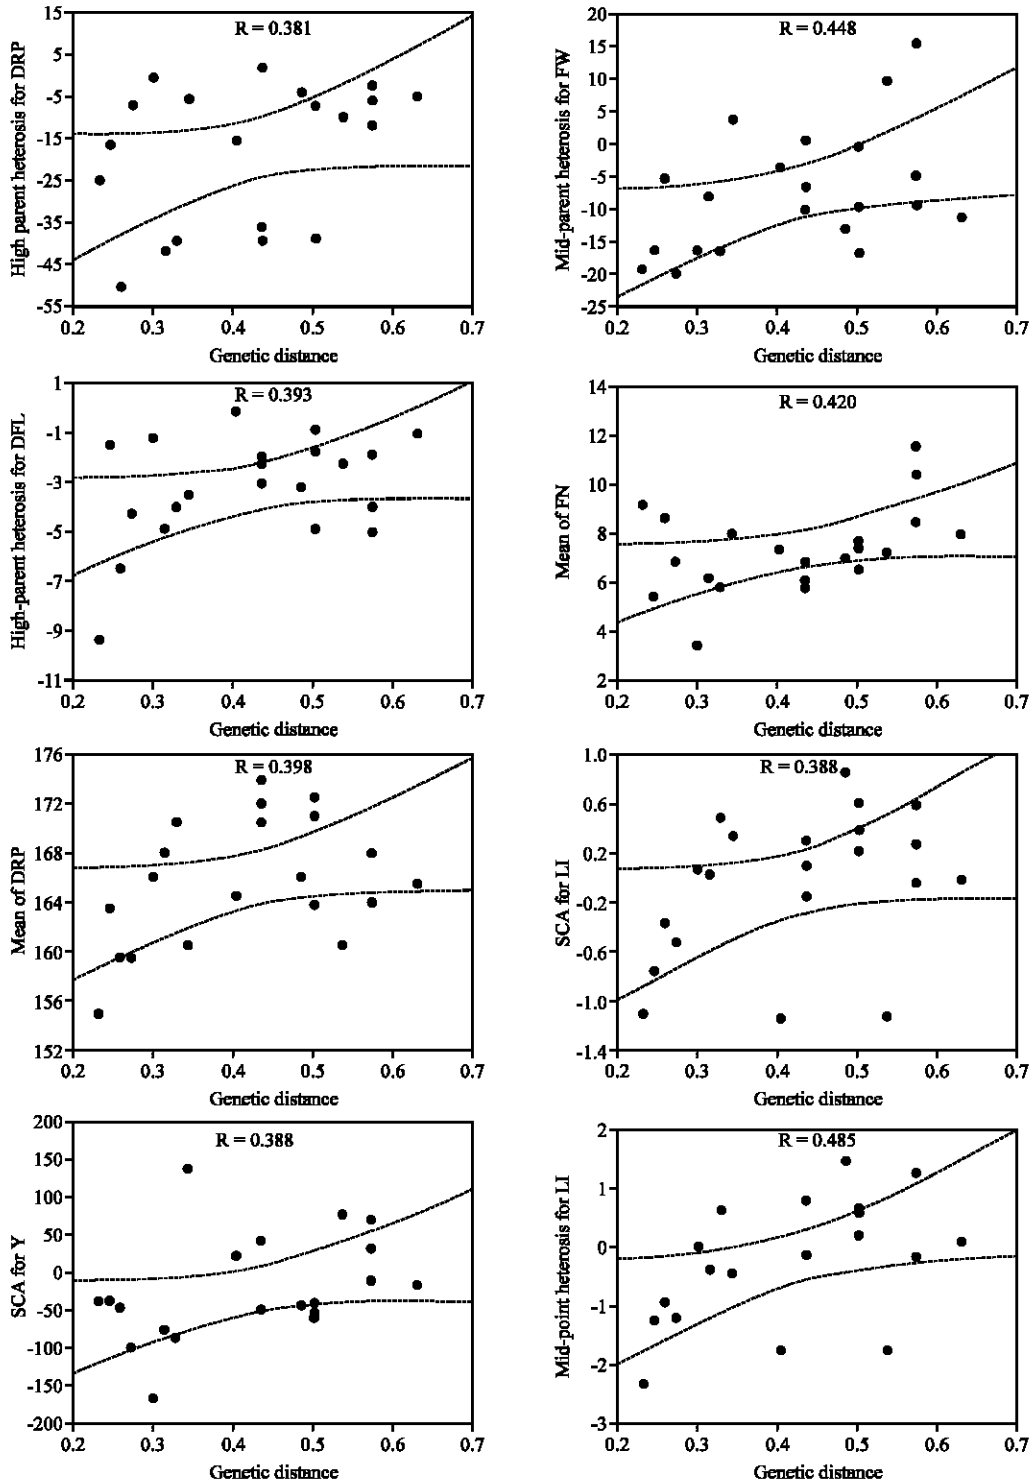 R = 0.381
High parent heterosis for DRP
15
5
-5
-15
-25
-35
-45
-55
0.2 0.3 0.4 0.5 0.6 0.7
Genetic distance
R = 0.448
Mid-parent heterosis for FW
20
15
10
5
0
-5
-10
-15
-20
-25
0.2 0.3 0.4 0.5 0.6 0.7
Genetic distance
R = 0.393
High-parent heterosis for DFL
1
-1
-3
-5
-7
-9
-11
0.2 0.3 0.4 0.5 0.6 0.7
Genetic distance
R = 0.420
Mean of FN
14
12
10
8
6
4
2
0.2 0.3 0.4 0.5 0.6 0.7
Genetic distance
R = 0.398
Mean of DRP
176
172
168
164
160
156
152
0.2 0.3 0.4 0.5 0.6 0.7
Genetic distance
R = 0.388
SCA for LI
1.0
0.6
0.2
-0.2
-0.6
-1.0
-1.4
0.2 0.3 0.4 0.5 0.6 0.7
Genetic distance
R = 0.388
SCA for Y
200
150
100
50
0
-50
-100
-150
-200
0.2 0.3 0.4 0.5 0.6 0.7
Genetic distance
R = 0.485
Mid-point heterosis for LI
2
1
0
-1
-2
-3
0.2 0.3 0.4 0.5 0.6 0.7
Genetic distance